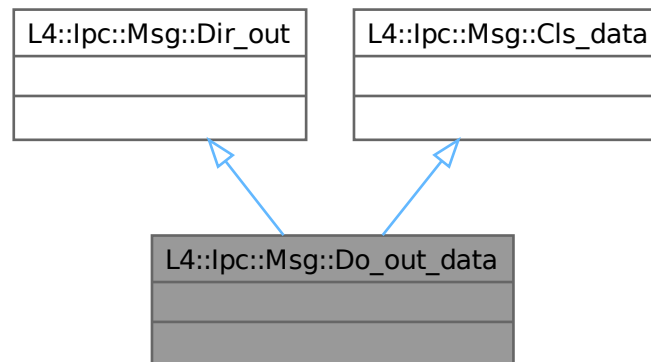 L4::Ipc::Msg::Dir_out
L4::Ipc::Msg::Cls_data
L4::Ipc::Msg::Do_out_data